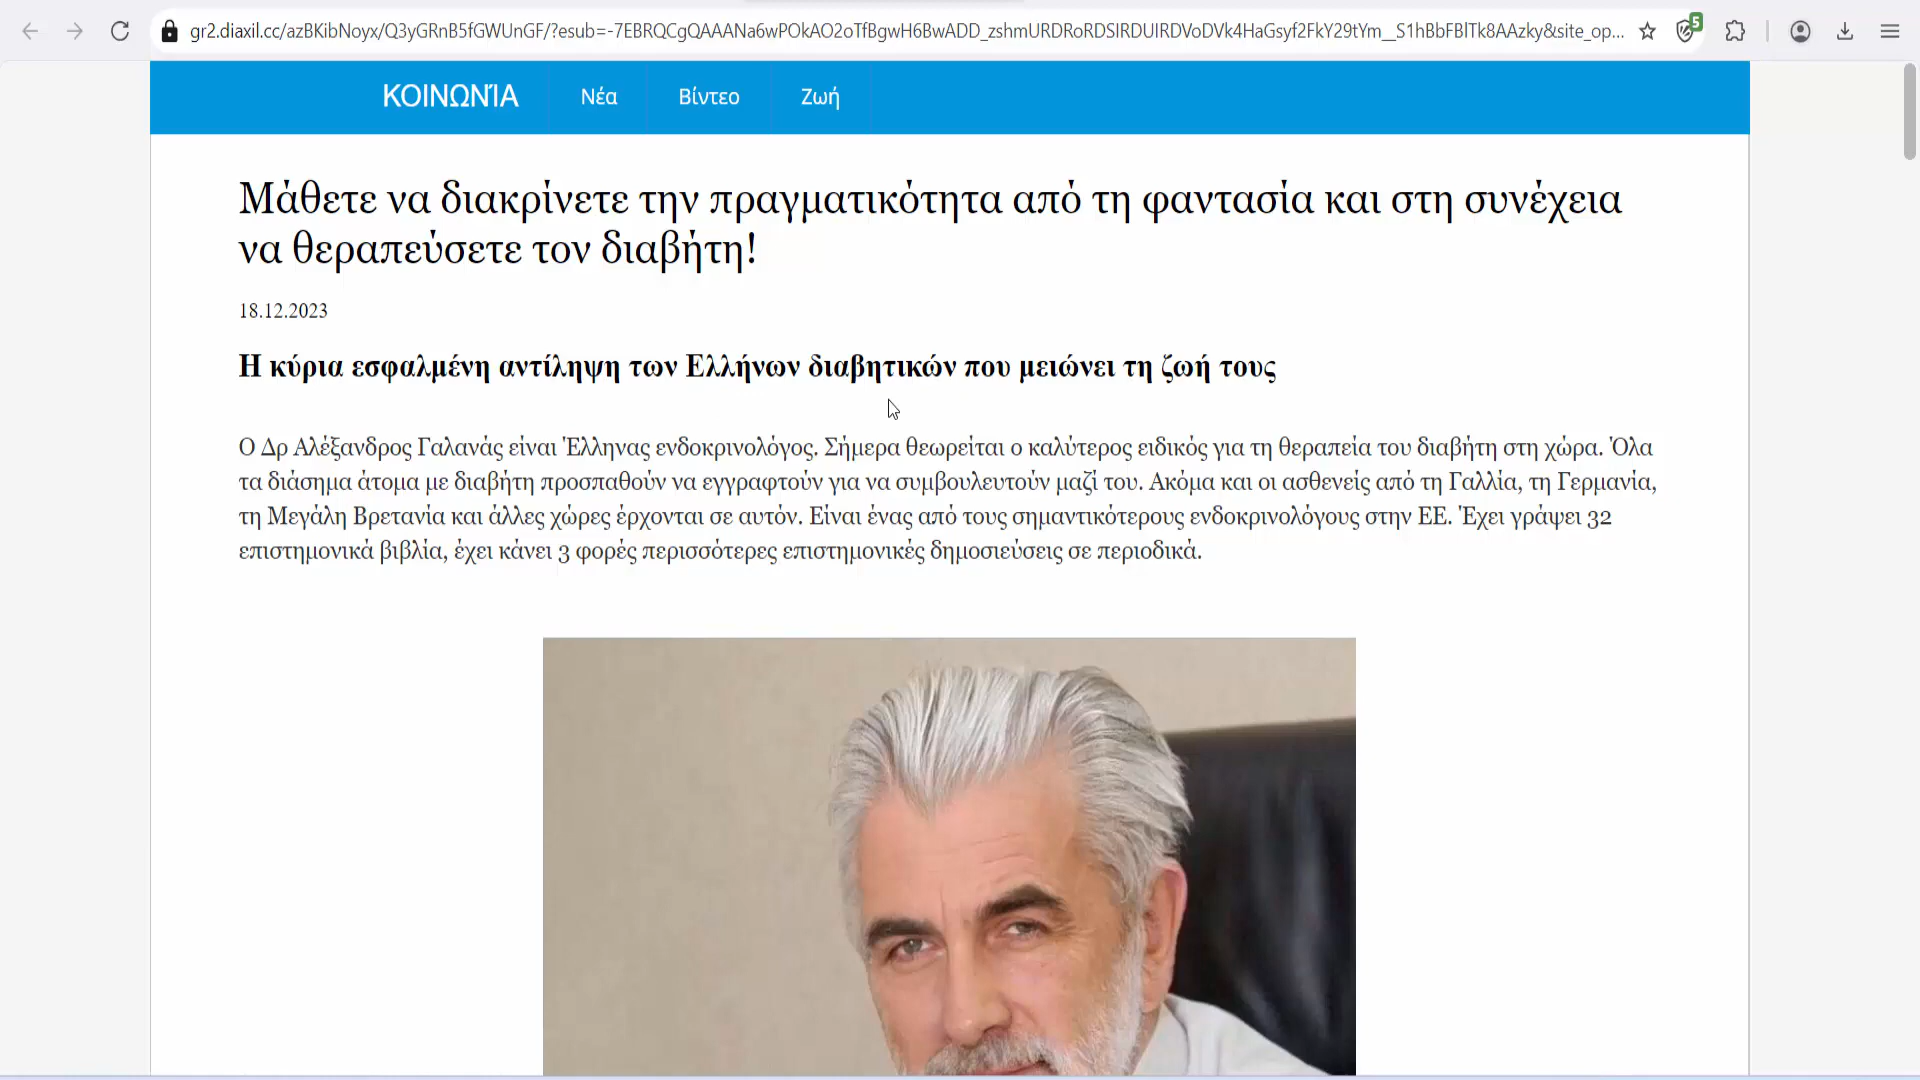 gr2.diaxil.cc/azBKibNoyx/Q3yGRnB5fGWUnGF/?esub=-7EBRQCgQAAANa6wPOkAO2oTfBgwH6BwADD_zshmURDRoRDSIRDUIRDVoDVk4HaGsyf2FkY29tYm__S1hBbFBlTk8AAzky&site_op...
5
ΚΟΙΝΩΝΊΑ
Νέα
Βίντεο
Ζωή
Μάθετε να διακρίνετε την πραγματικότητα από τη φαντασία και στη συνέχεια
να θεραπεύσετε τον διαβήτη!
18.12.2023
Η κύρια εσφαλμένη αντίληψη των Ελλήνων διαβητικών που μειώνει τη ζωή τους
Ο Δρ Αλέξανδρος Γαλανάς είναι Έλληνας ενδοκρινολόγος. Σήμερα θεωρείται ο καλύτερος ειδικός για τη θεραπεία του διαβήτη στη χώρα. Όλα
τα διάσημα άτομα με διαβήτη προσπαθούν να εγγραφτούν για να συμβουλευτούν μαζί του. Ακόμα και οι ασθενείς από τη Γαλλία, τη Γερμανία,
τη Μεγάλη Βρετανία και άλλες χώρες έρχονται σε αυτόν. Είναι ένας από τους σημαντικότερους ενδοκρινολόγους στην ΕΕ. Έχει γράψει 32
επιστημονικά βιβλία, έχει κάνει 3 φορές περισσότερες επιστημονικές δημοσιεύσεις σε περιοδικά.